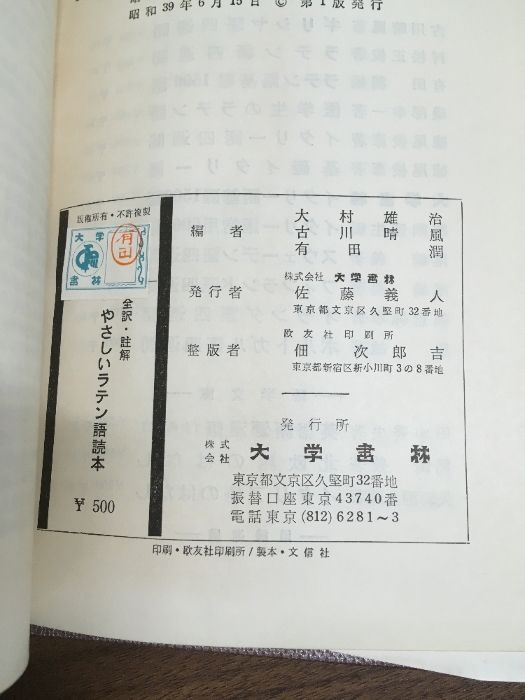 昭和39年6月15日 © 第1版発行
版権所有・不許複製
大学
書林
有田
全訳・註解
やさしいラテン語読本
¥ 500
編者
大村雄治
古川晴風
有田潤
発行者
株式会社 大学書林
佐藤義人
東京都文京区久堅町32番地
整版者
欧友社印刷所
佃次郎吉
東京都新宿区新小川町3の8番地
発行所
株式会社 大学書林
東京都文京区久堅町32番地
振替口座東京43740番
電話東京(812)6281~3
印刷・欧友社印刷所/製本・文信社